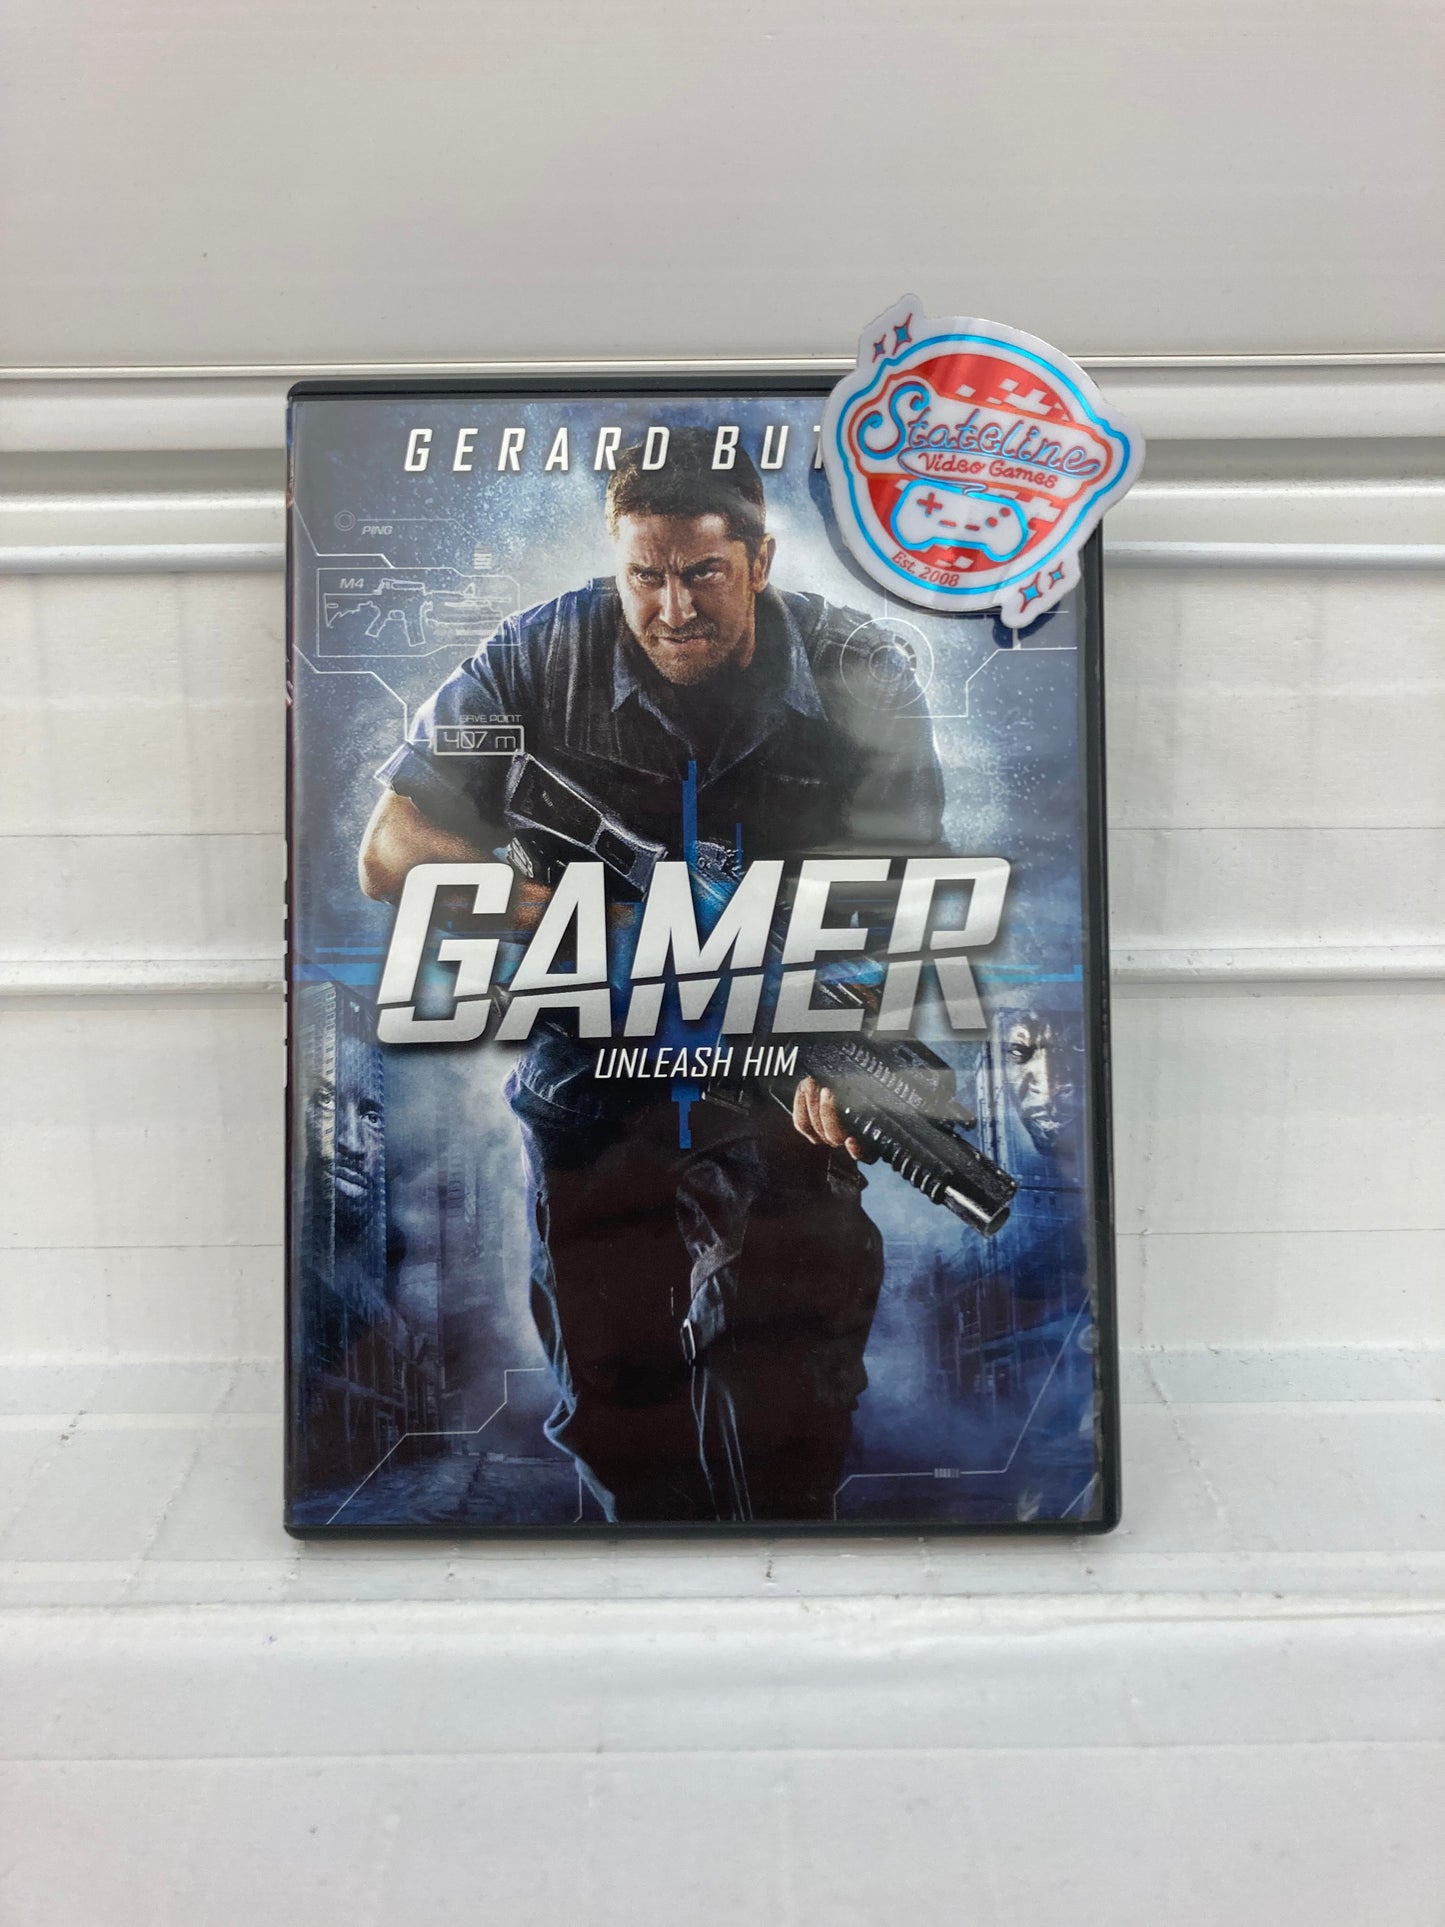 GERARD BUT
Stateline
Video Games
Est. 2008
PING
M4
SAVE POINT
407 m
GAMER
UNLEASH HIM